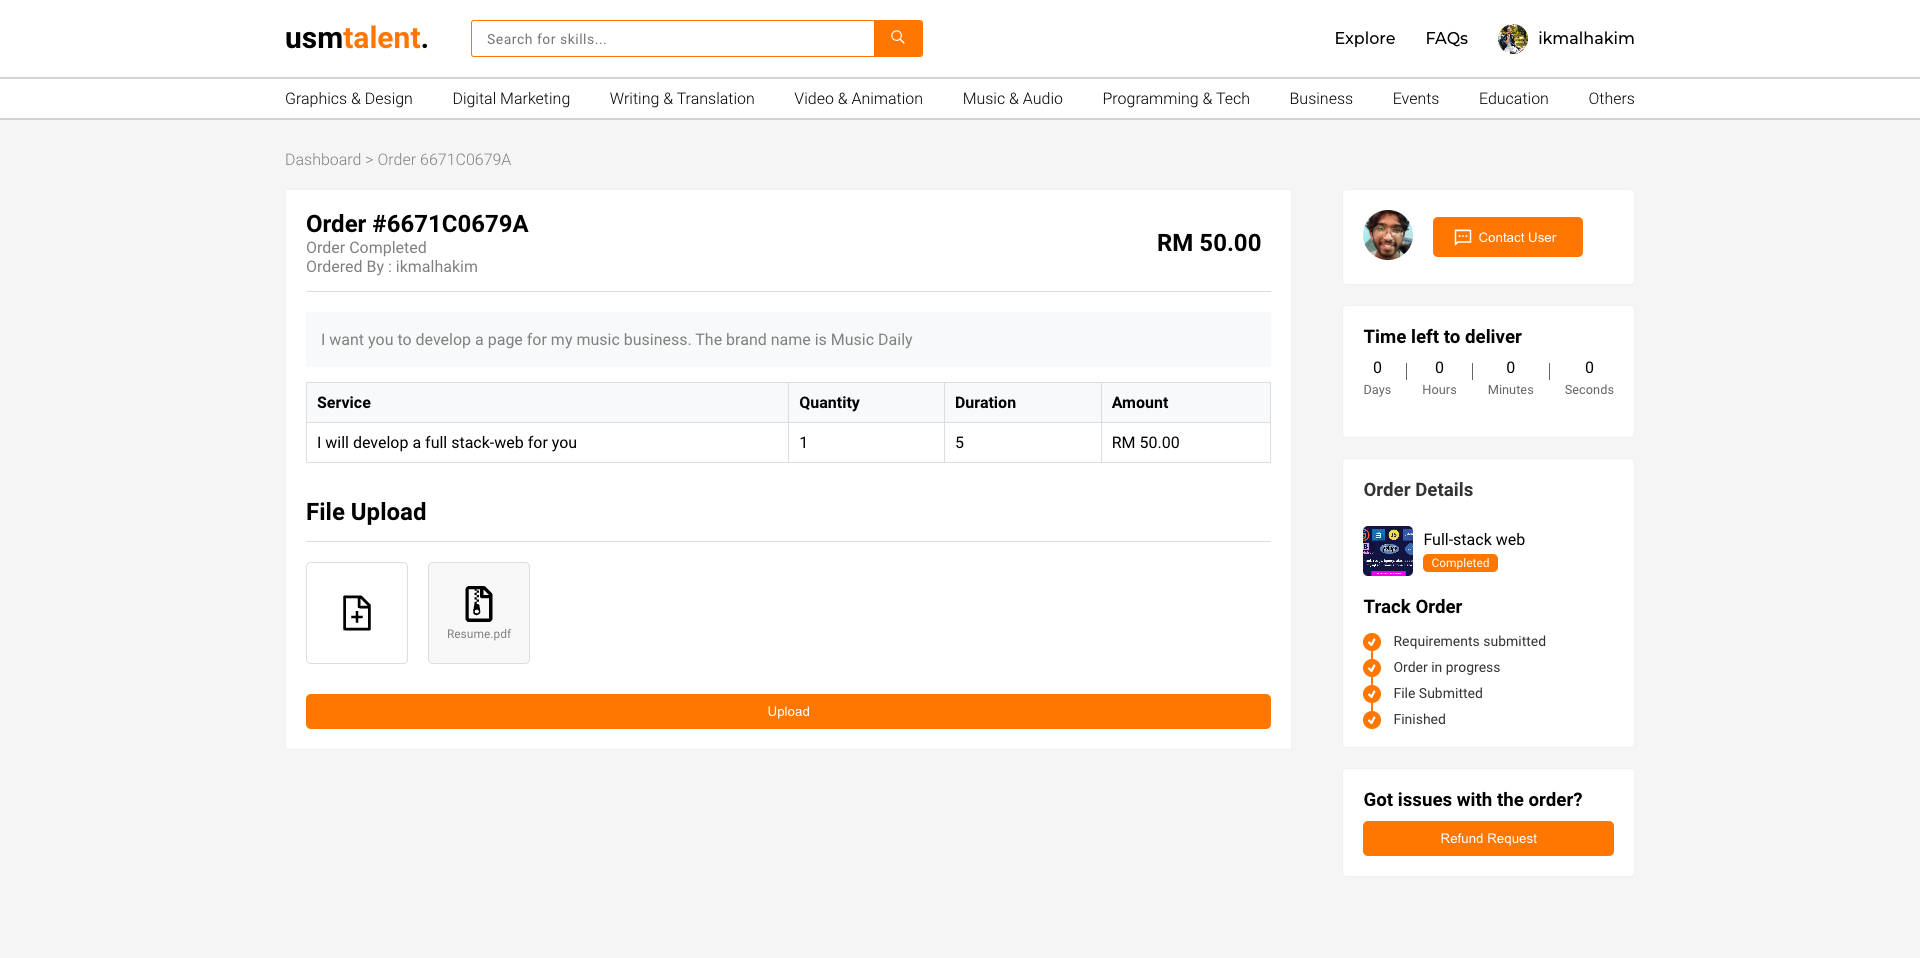 usmtalent.
Search for skills...
Explore
FAQs
ikmalhakim
Graphics & Design
Digital Marketing
Writing & Translation
Video & Animation
Music & Audio
Programming & Tech
Business
Events
Education
Others
Dashboard > Order 6671C0679A
Order #6671C0679A
Order Completed
Ordered By : ikmalhakim
RM 50.00
I want you to develop a page for my music business. The brand name is Music Daily
Service Quantity Duration Amount
I will develop a full stack-web for you 1 5 RM 50.00
File Upload
Resume.pdf
Upload
Contact User
Time left to deliver
0 0 0 0
Days Hours Minutes Seconds
Order Details
Full-stack web
Completed
Track Order
Requirements submitted
Order in progress
File Submitted
Finished
Got issues with the order?
Refund Request